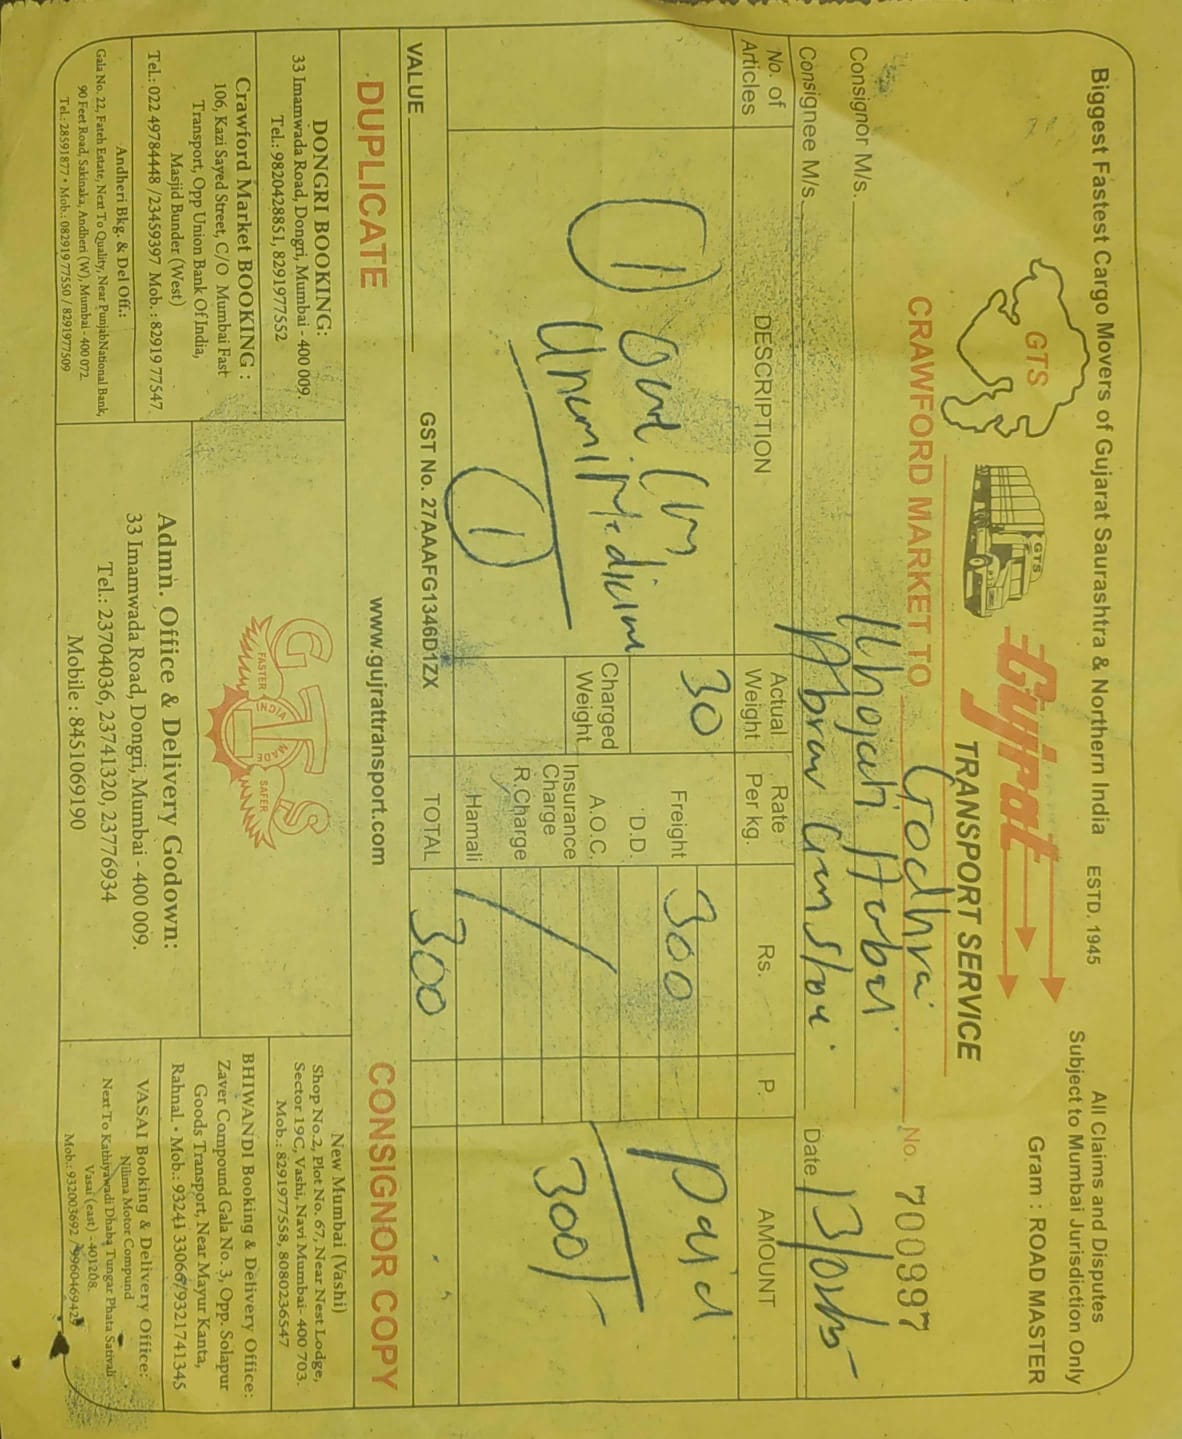 Biggest Fastest Cargo Movers of Gujarat Saurashtra & Northern India ESTD. 1945
All Claims and Disputes
Subject to Mumbai Jurisdiction Only
Gram : ROAD MASTER
GTS
GTS
Gujrat
TRANSPORT SERVICE
CRAWFORD MARKET TO Godhra
No. 700997
Consignor M/s. Khojeh
Consignee M/s.
Date 13/
No. of Articles
DESCRIPTION
Actual Weight
Rate Per kg.
Rs.
P.
AMOUNT
1
One
30
Charged Weight
Freight 300
D.D.
A.O.C.
Insurance Charge
R.Charge
Hamali
TOTAL 300
Paid
300/-
1
VALUE
GST No. 27AAAFG1346D1ZX
DUPLICATE
www.gujrattransport.com
CONSIGNOR COPY
DONGRI BOOKING:
33 Imamwada Road, Dongri, Mumbai - 400 009.
Tel.: 9820428851, 8291977552
Crawford Market BOOKING :
106, Kazi Sayed Street, C/O Mumbai Fast
Transport, Opp Union Bank Of India,
Masjid Bunder (West)
Tel.: 022 49784448 /23459397 Mob. : 82919 77547
Andheri Bkg. & Del Off.:
Gala No. 22, Fateh Estate, Next To Quality, Near PunjabNational Bank,
90 Feet Road, Sakinaka, Andheri (W), Mumbai - 400 072.
Tel.: 28591877 • Mob.: 082919 77550 / 8291977509
GTS
FASTER
INDIA
MADE
SAFER
Admn. Office & Delivery Godown:
33 Imamwada Road, Dongri, Mumbai - 400 009.
Tel.: 23704036, 23741320, 23776934
Mobile : 8451069190
New Mumbai (Vashi)
Shop No.2, Plot No. 67, Near Nest Lodge,
Sector 19C, Vashi, Navi Mumbai- 400 703.
Mob.: 8291977558, 8080236547
BHIWANDI Booking & Delivery Office:
Zaver Compound Gala No. 3, Opp. Solapur
Goods Transport, Near Mayur Kanta,
Rahnal. • Mob.: 93241 33066/9321741345
VASAI Booking & Delivery Office:
Nilima Motor Compund
Next To Kathiyawadi Dhaba Tungar Phata Sativali
Vasai (east) - 401208.
Mob.: 932003692 / 9960469429